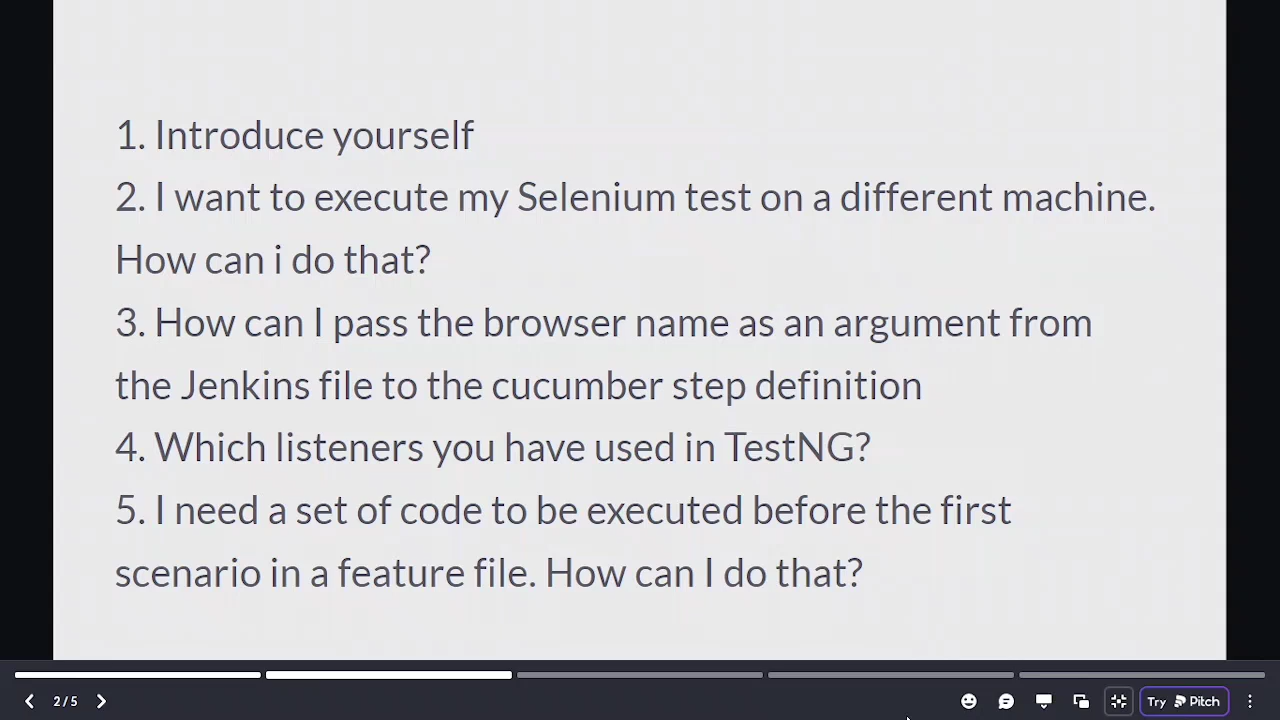 1. Introduce yourself
2. I want to execute my Selenium test on a different machine.
How can i do that?
3. How can I pass the browser name as an argument from
the Jenkins file to the cucumber step definition
4. Which listeners you have used in TestNG?
5. I need a set of code to be executed before the first
scenario in a feature file. How can I do that?
2 / 5
Try Pitch